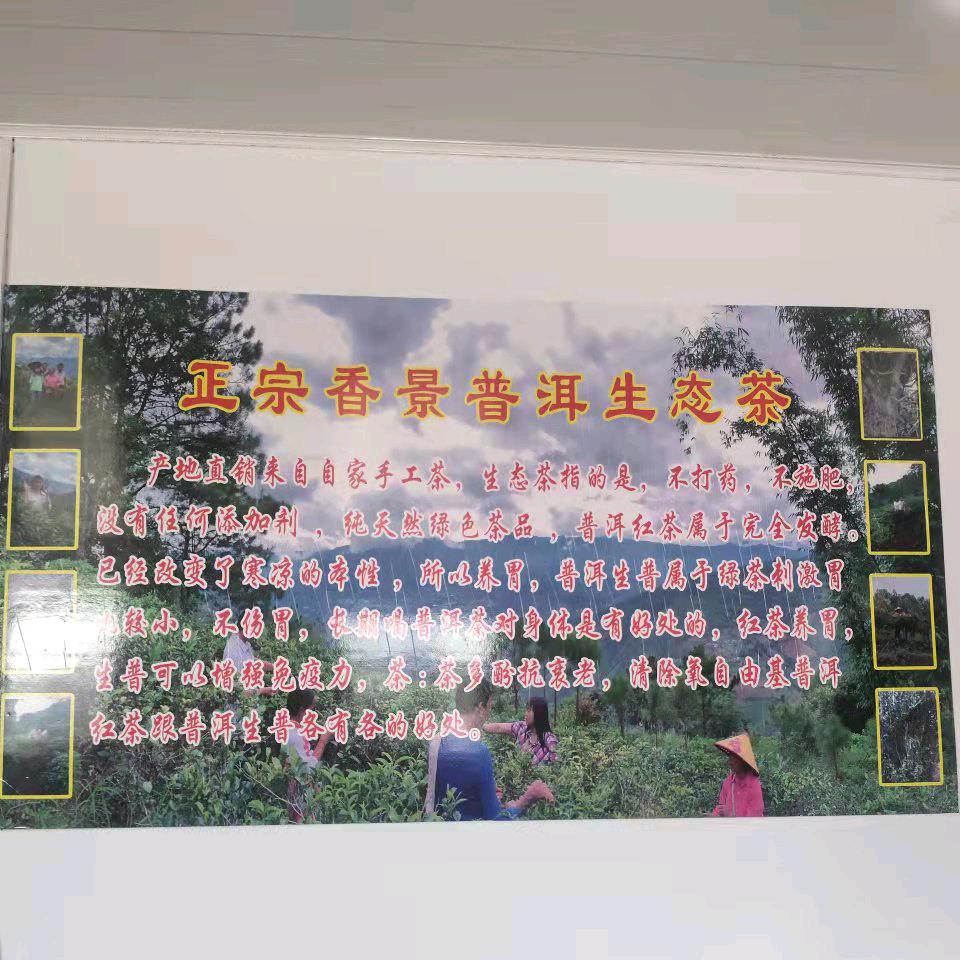 正宗香景普洱生态茶
产地直销来自自家手工茶，生态茶指的是，不打药，不施肥，
没有任何添加剂，纯天然绿色茶品，普洱红茶属于完全发酵。
已经改变了寒凉的本性，所以养胃，普洱生普属于绿茶刺激胃
比较小，不伤胃，长期喝普洱茶对身体是有好处的，红茶养胃，
生普可以增强免疫力，茶：茶多酚抗衰老，清除氧自由基普洱
红茶跟普洱生普各有各的好处。